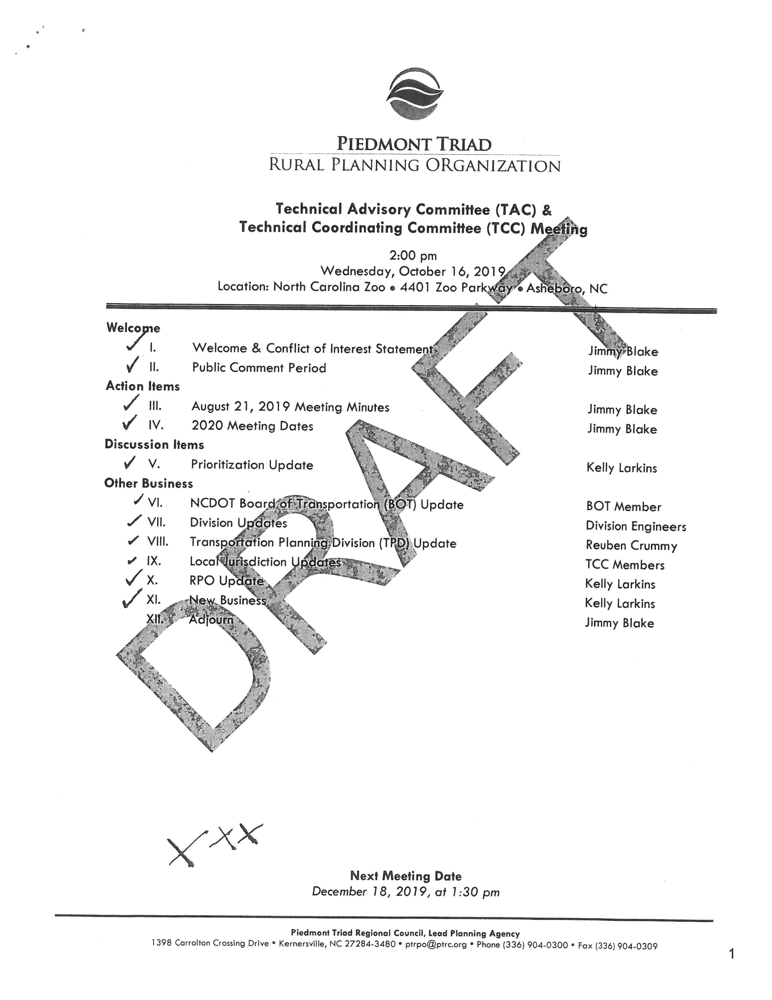 PIEDMONT TRIAD
RURAL PLANNING ORGANIZATION
Technical Advisory Committee (TAC) &
Technical Coordinating Committee (TCC) Meeting
2:00 pm
Wednesday, October 16, 2019
Location: North Carolina Zoo • 4401 Zoo Parkway • Asheboro, NC
Welcome
✓ I. Welcome & Conflict of Interest Statement Jimmy Blake
✓ II. Public Comment Period Jimmy Blake
Action Items
✓ III. August 21, 2019 Meeting Minutes Jimmy Blake
✓ IV. 2020 Meeting Dates Jimmy Blake
Discussion Items
✓ V. Prioritization Update Kelly Larkins
Other Business
✓ VI. NCDOT Board of Transportation (BOT) Update BOT Member
✓ VII. Division Updates Division Engineers
✓ VIII. Transportation Planning Division (TPD) Update Reuben Crummy
✓ IX. Local Jurisdiction Updates TCC Members
✓ X. RPO Update Kelly Larkins
✓ XI. New Business Kelly Larkins
XII. Adjourn Jimmy Blake
DRAFT
X X X
Next Meeting Date
December 18, 2019, at 1:30 pm
Piedmont Triad Regional Council, Lead Planning Agency
1398 Carrolton Crossing Drive • Kernersville, NC 27284-3480 • ptrpo@ptrc.org • Phone (336) 904-0300 • Fax (336) 904-0309
1